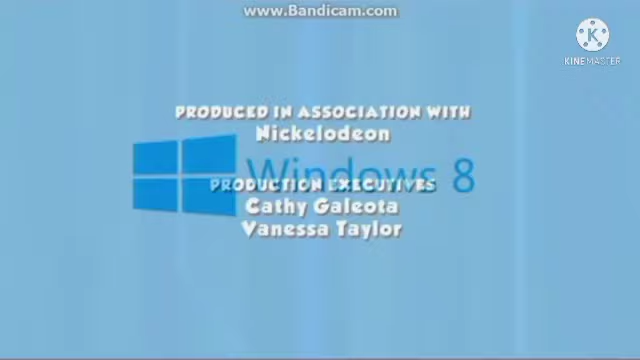 www.Bandicam.com
K
KINEMASTER
PRODUCED IN ASSOCIATION WITH
Nickelodeon
Windows 8
PRODUCTION EXECUTIVES
Cathy Galeota
Vanessa Taylor